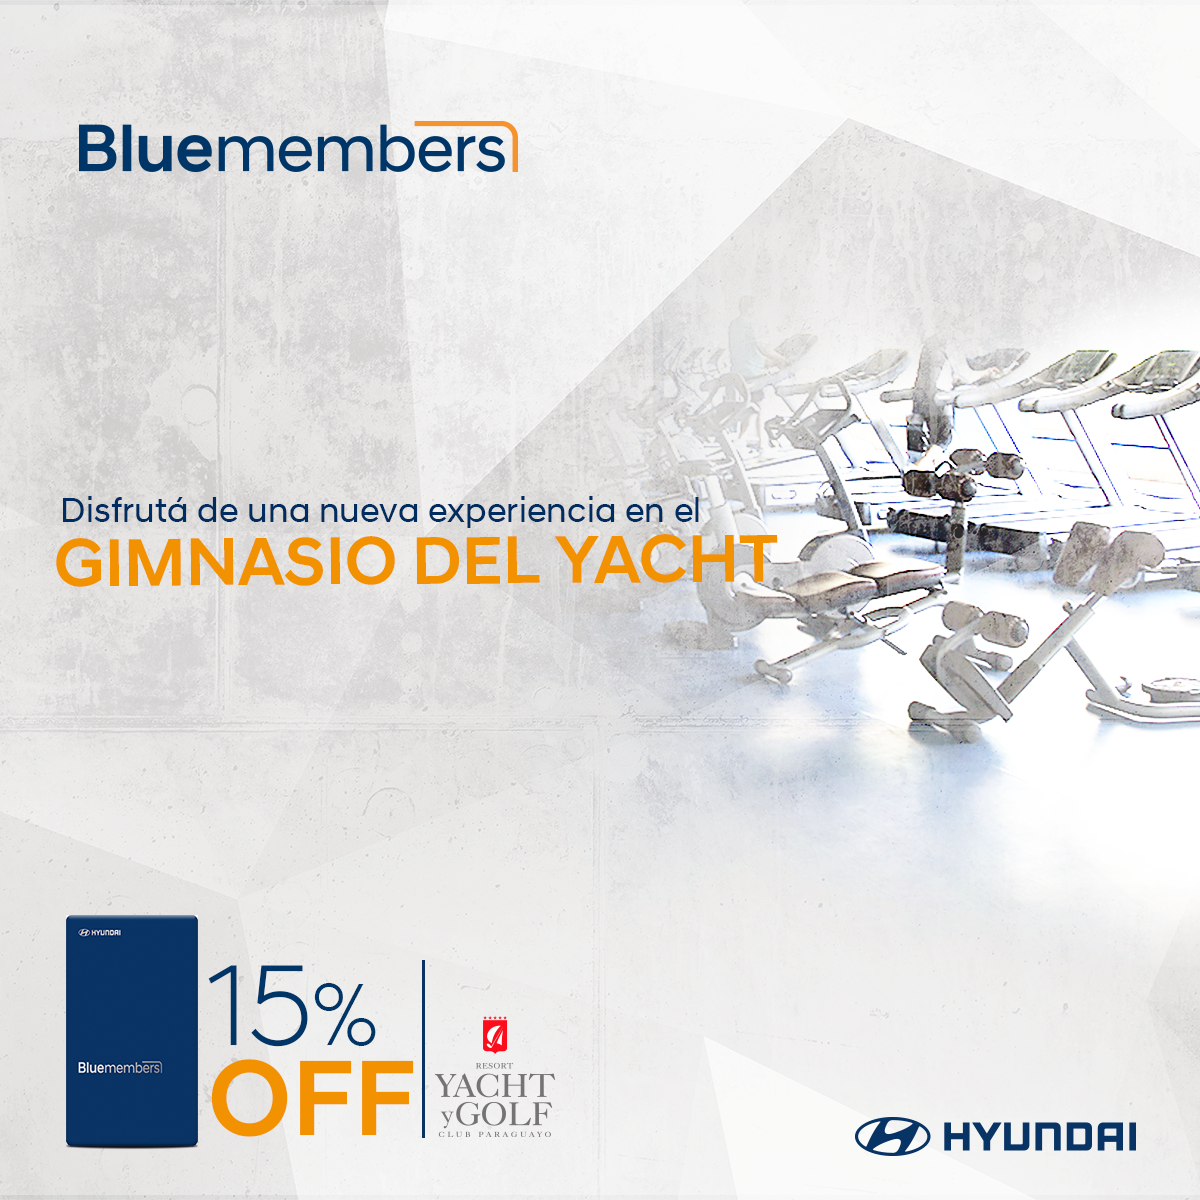 Bluemembers
Disfrutá de una nueva experiencia en el
GIMNASIO DEL YACHT
HYUNDAI
Bluemembers
15%
OFF
RESORT
YACHT
y GOLF
CLUB PARAGUAYO
HYUNDAI